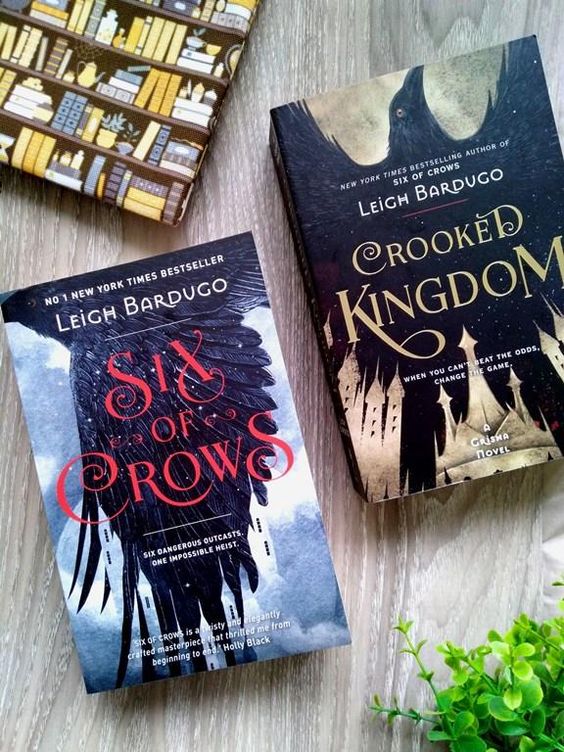 NO 1 NEW YORK TIMES BESTSELLER
LEIGH BARDUGO
SIX
OF
CROWS
SIX DANGEROUS OUTCASTS.
ONE IMPOSSIBLE HEIST.
'SIX OF CROWS is a twisty and elegantly
crafted masterpiece that thrilled me from
beginning to end.' Holly Black
NEW YORK TIMES BESTSELLING AUTHOR OF
SIX OF CROWS
LEIGH BARDUGO
CROOKED
KINGDOM
WHEN YOU CAN'T BEAT THE ODDS,
CHANGE THE GAME.
A
GRISHA
NOVEL